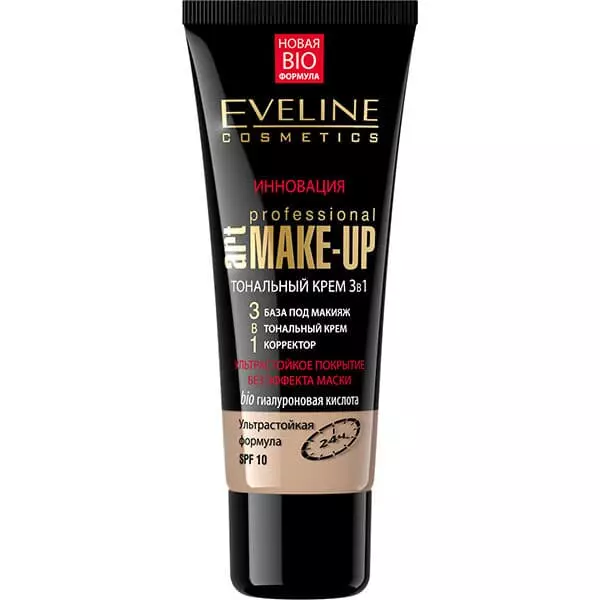 НОВАЯ
BIO
ФОРМУЛА
EVELINE
COSMETICS
ИННОВАЦИЯ
art professional
MAKE-UP
ТОНАЛЬНЫЙ КРЕМ 3в1
3 БАЗА ПОД МАКИЯЖ
В ТОНАЛЬНЫЙ КРЕМ
1 КОРРЕКТОР
УЛЬТРАСТОЙКОЕ ПОКРЫТИЕ
БЕЗ ЭФФЕКТА МАСКИ
bio гиалуроновая кислота
Ультрастойкая
формула
SPF 10
24ч.